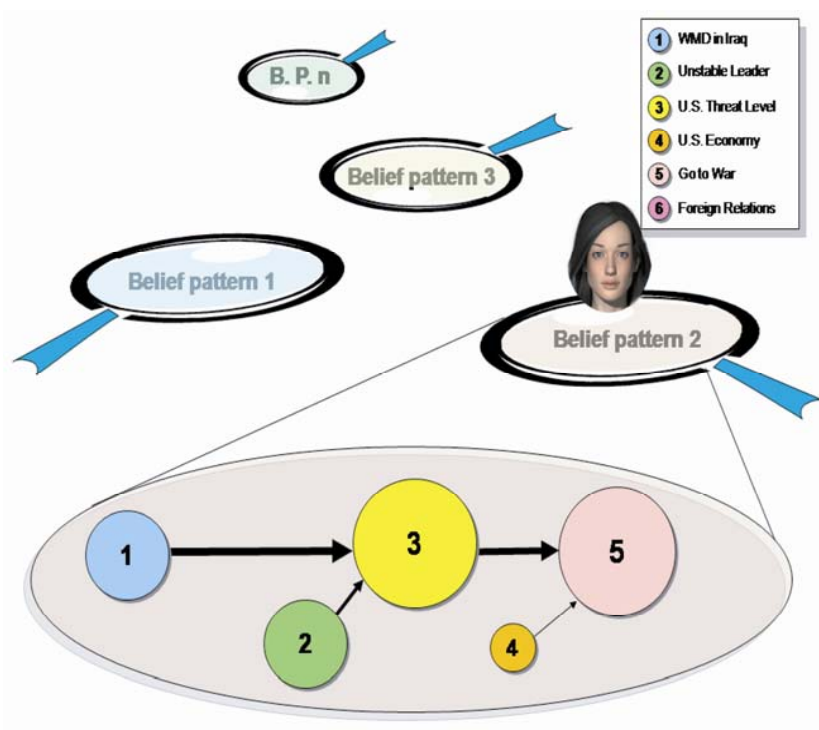 B. P. n
1 WMD in Iraq
2 Unstable Leader
3 U.S. Threat Level
4 U.S. Economy
5 Go to War
6 Foreign Relations
Belief pattern 3
Belief pattern 1
Belief pattern 2
1
3
5
2
4